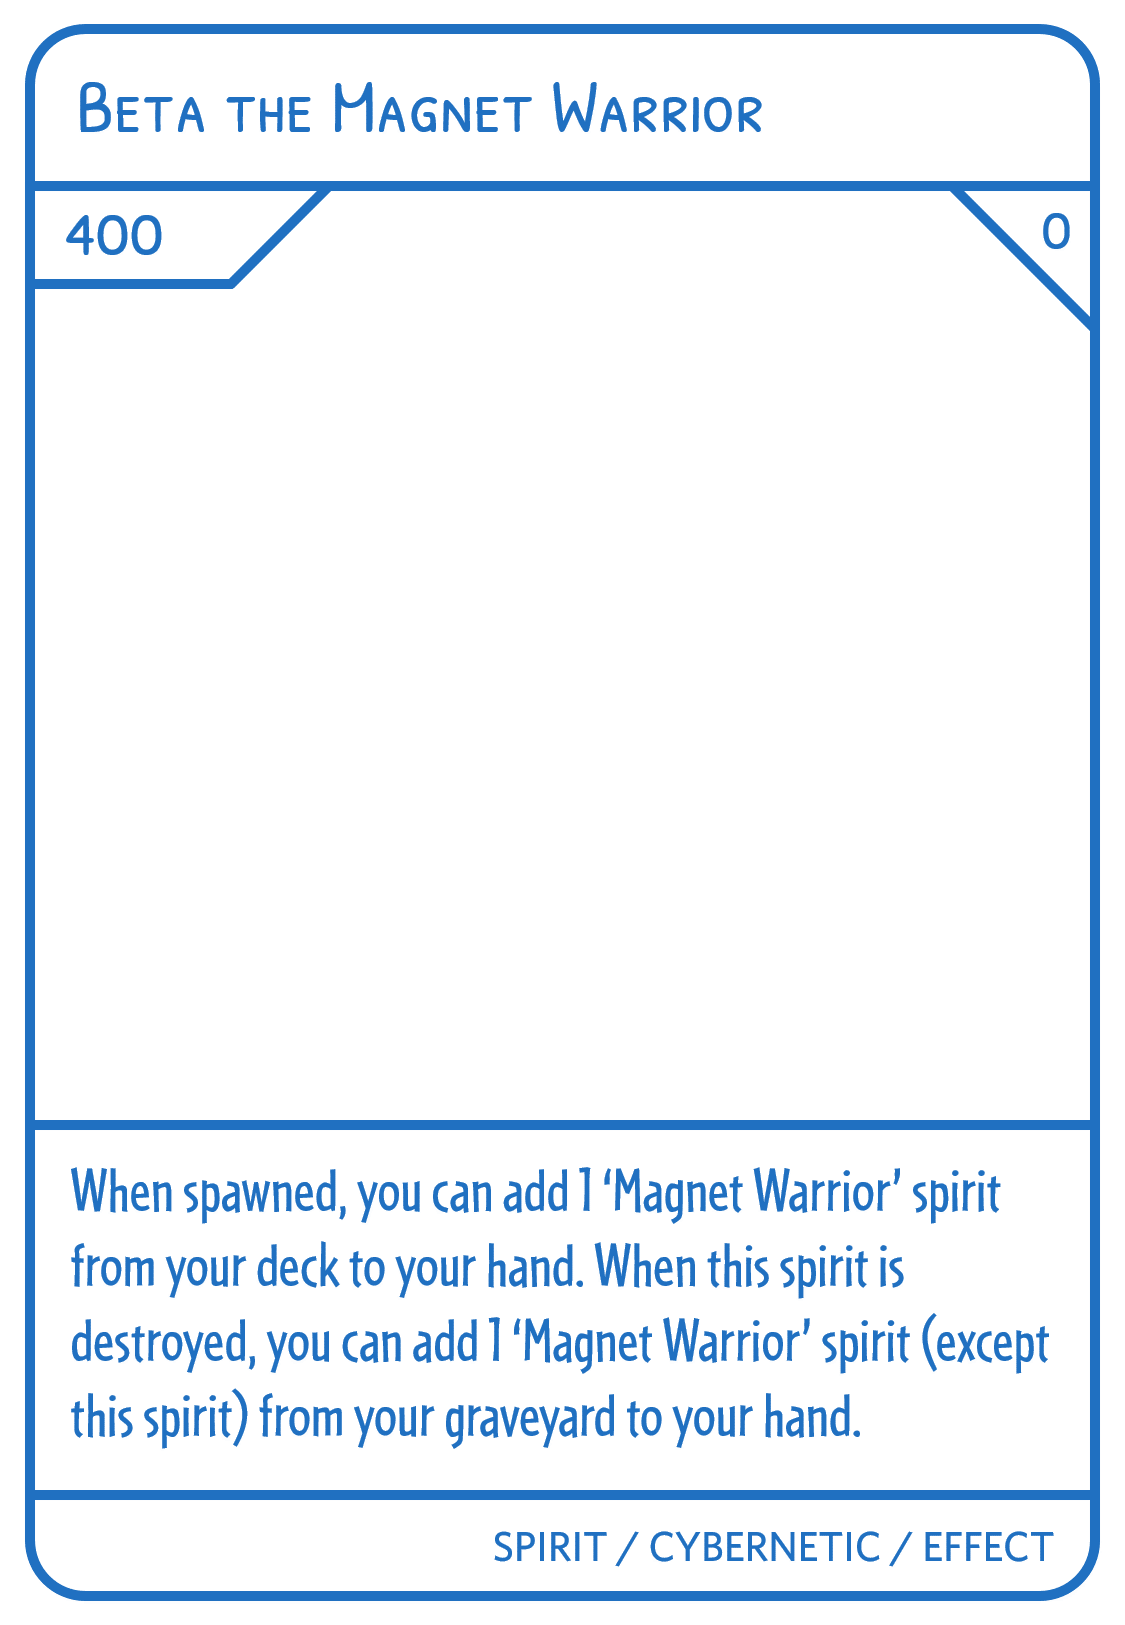 Beta the Magnet Warrior
400
0
When spawned, you can add 1 ‘Magnet Warrior’ spirit
from your deck to your hand. When this spirit is
destroyed, you can add 1 ‘Magnet Warrior’ spirit (except
this spirit) from your graveyard to your hand.
SPIRIT / CYBERNETIC / EFFECT